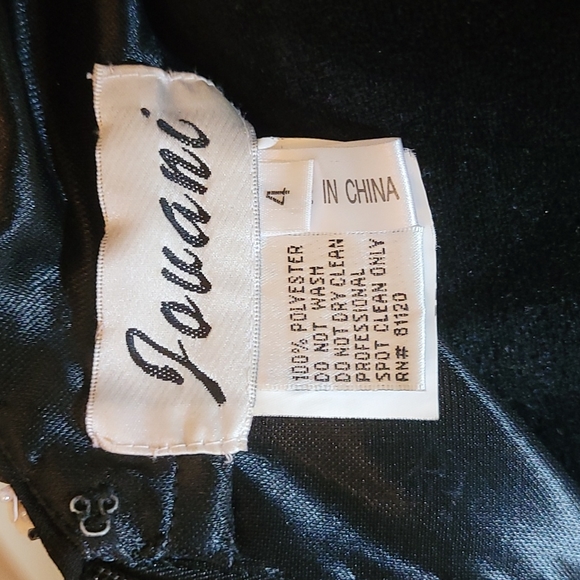 Jovani
4
IN CHINA
100% POLYESTER
DO NOT WASH
DO NOT DRY CLEAN
PROFESSIONAL
SPOT CLEAN ONLY
RN# 81120